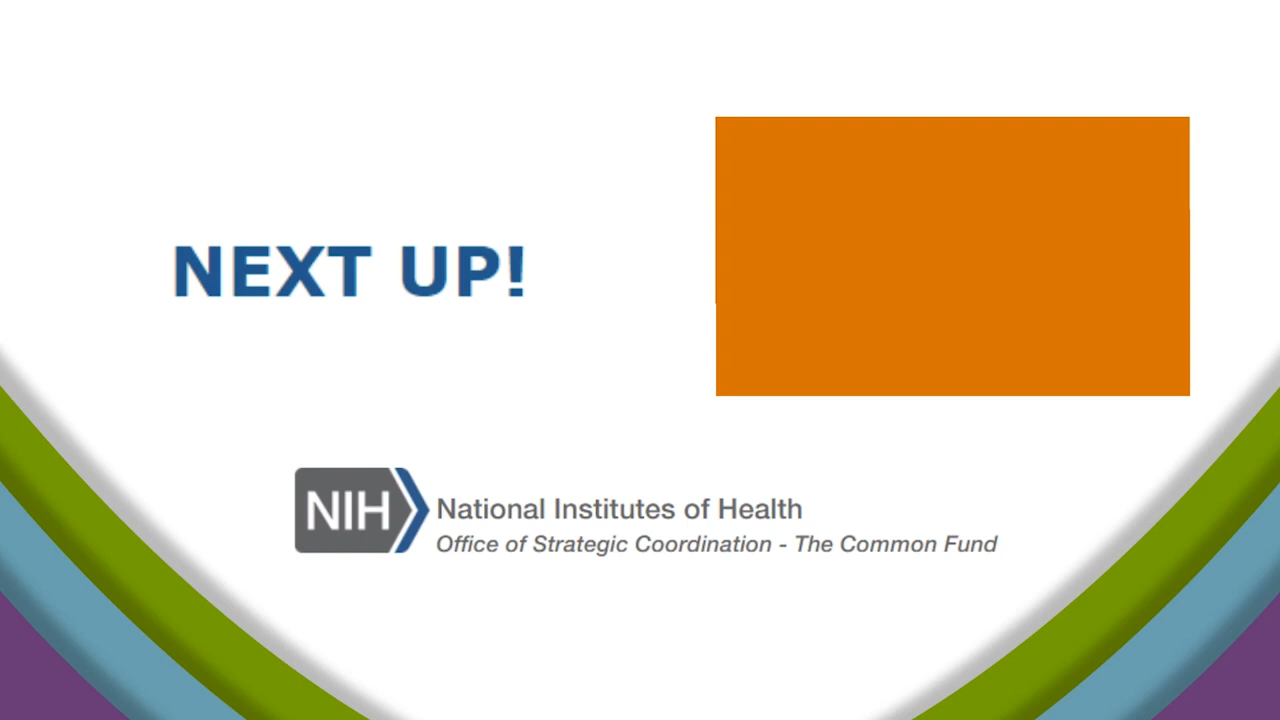 NEXT UP!
NIH
National Institutes of Health
Office of Strategic Coordination - The Common Fund